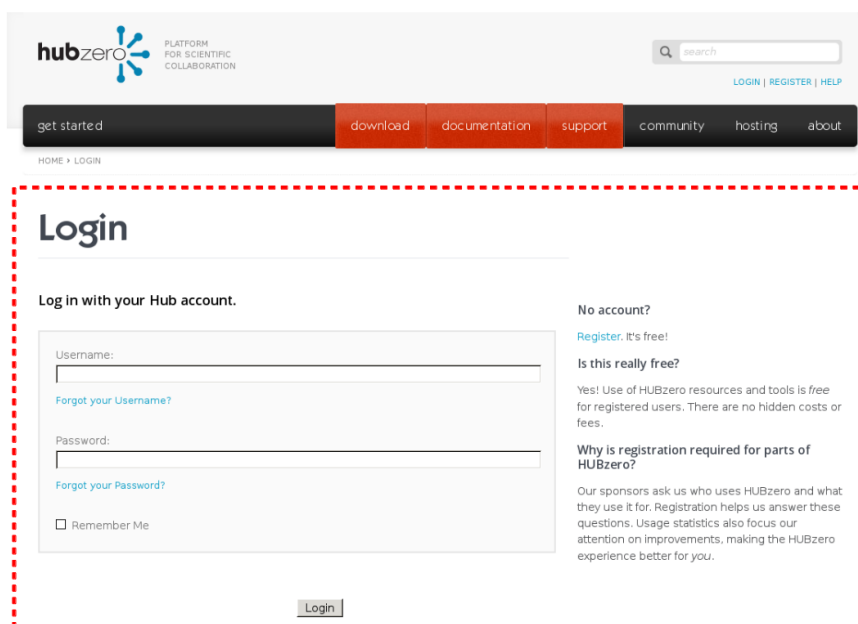 hubzero
PLATFORM
FOR SCIENTIFIC
COLLABORATION
search
LOGIN | REGISTER | HELP
get started download documentation support community hosting about
HOME › LOGIN
Login
Log in with your Hub account.
Username:
Forgot your Username?
Password:
Forgot your Password?
Remember Me
Login
No account?
Register. It's free!
Is this really free?
Yes! Use of HUBzero resources and tools is free
for registered users. There are no hidden costs or
fees.
Why is registration required for parts of
HUBzero?
Our sponsors ask us who uses HUBzero and what
they use it for. Registration helps us answer these
questions. Usage statistics also focus our
attention on improvements, making the HUBzero
experience better for you.